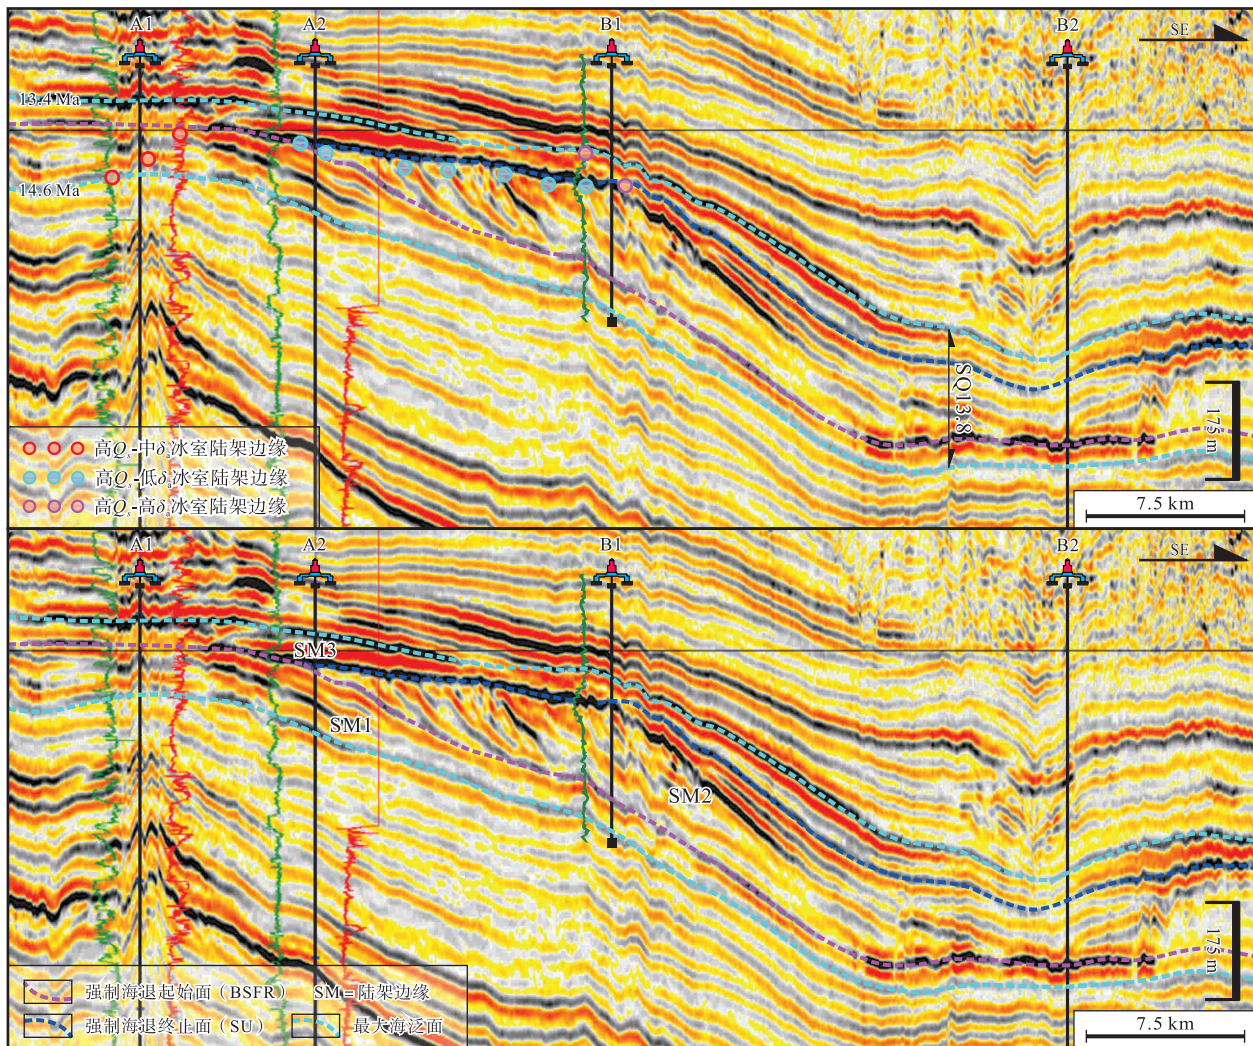 A1 A2 B1 B2 SE
13.4 Ma
14.6 Ma
SQ13.8
175 m
高Qs-中δa冰室陆架边缘
高Qs-低δa冰室陆架边缘
高Qs-高δa冰室陆架边缘
7.5 km
A1 A2 B1 B2 SE
SM3
SM1
SM2
175 m
强制海退起始面（BSFR） SM=陆架边缘
强制海退终止面（SU） 最大海泛面
7.5 km